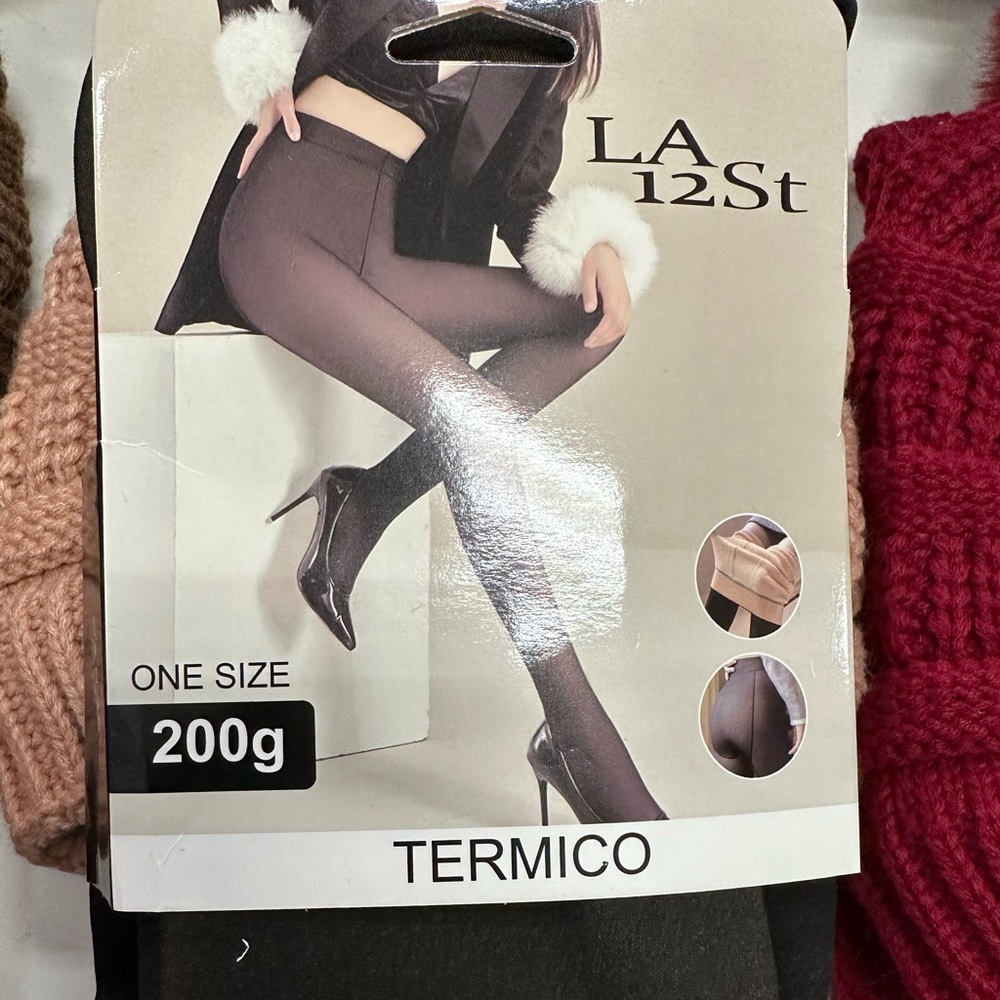 LA
12St
ONE SIZE
200g
TERMICO